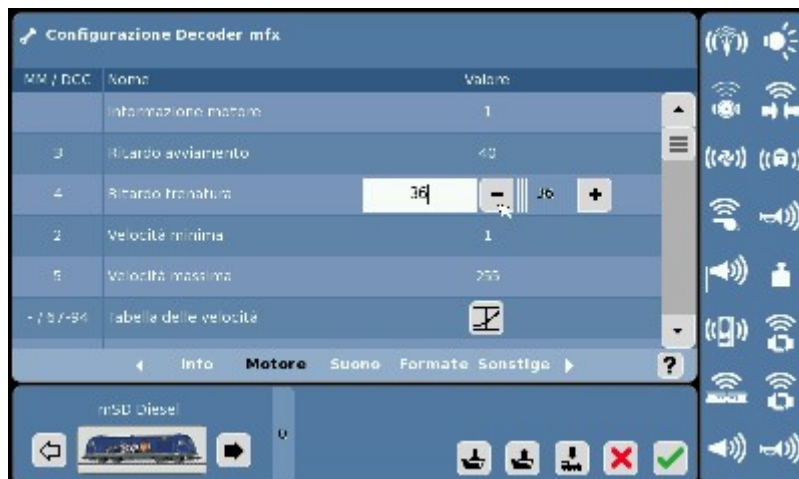 Configurazione Decoder mfx
MM / DCC Nome Valore
Informazione motore 1
3 Ritardo avviamento 40
4 Ritardo frenatura 36 - 36 +
2 Velocità minima 1
5 Velocità massima 255
- / 67-94 Tabella delle velocità
Info Motore Suono Formate Sonstige ?
mSD Diesel
0